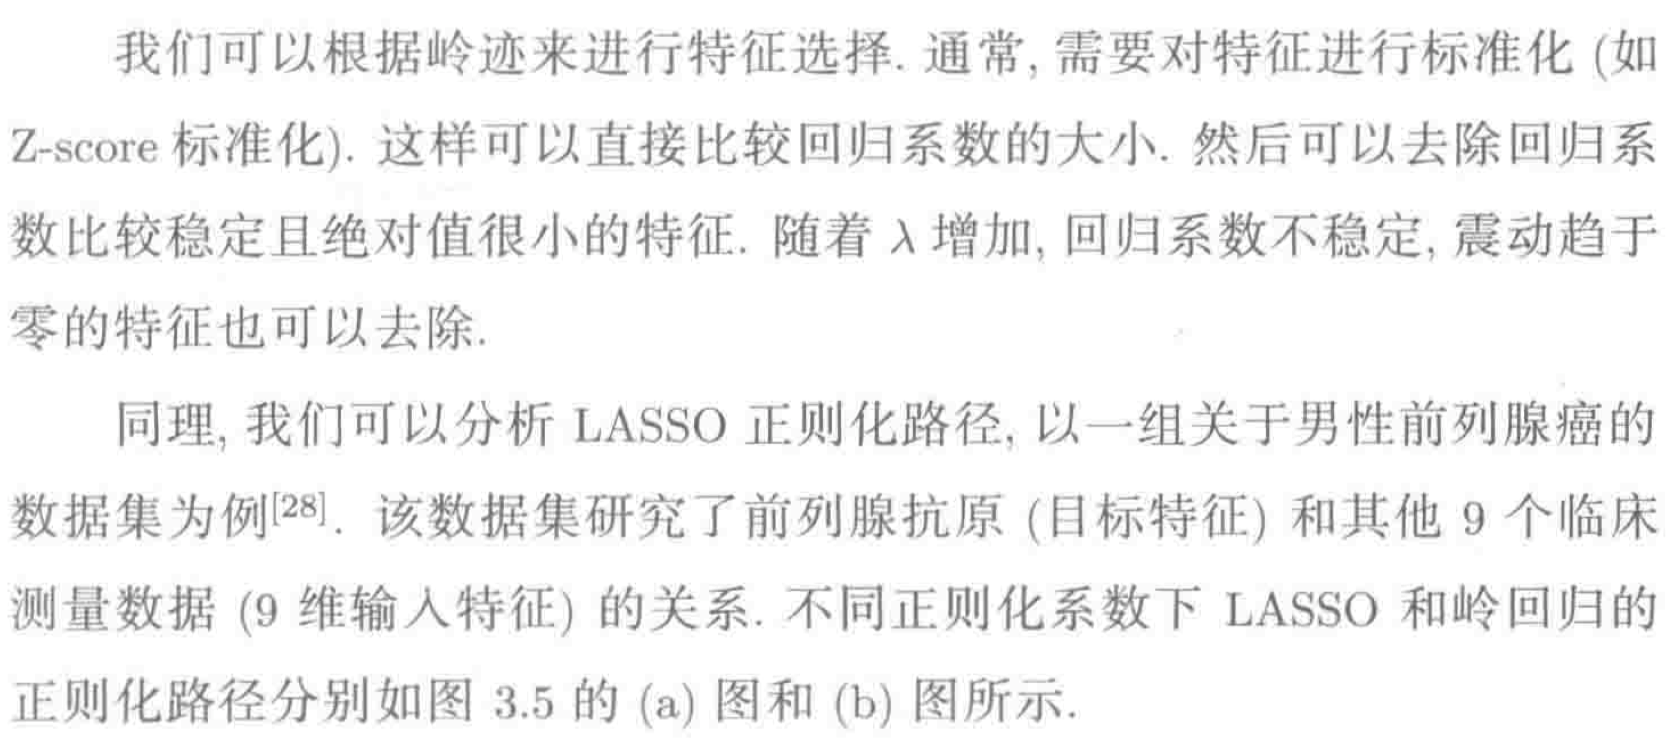 我们可以根据岭迹来进行特征选择. 通常, 需要对特征进行标准化 (如
Z-score 标准化). 这样可以直接比较回归系数的大小. 然后可以去除回归系
数比较稳定且绝对值很小的特征. 随着 λ 增加, 回归系数不稳定, 震动趋于
零的特征也可以去除.
同理, 我们可以分析 LASSO 正则化路径, 以一组关于男性前列腺癌的
数据集为例[28]. 该数据集研究了前列腺抗原 (目标特征) 和其他 9 个临床
测量数据 (9 维输入特征) 的关系. 不同正则化系数下 LASSO 和岭回归的
正则化路径分别如图 3.5 的 (a) 图和 (b) 图所示.